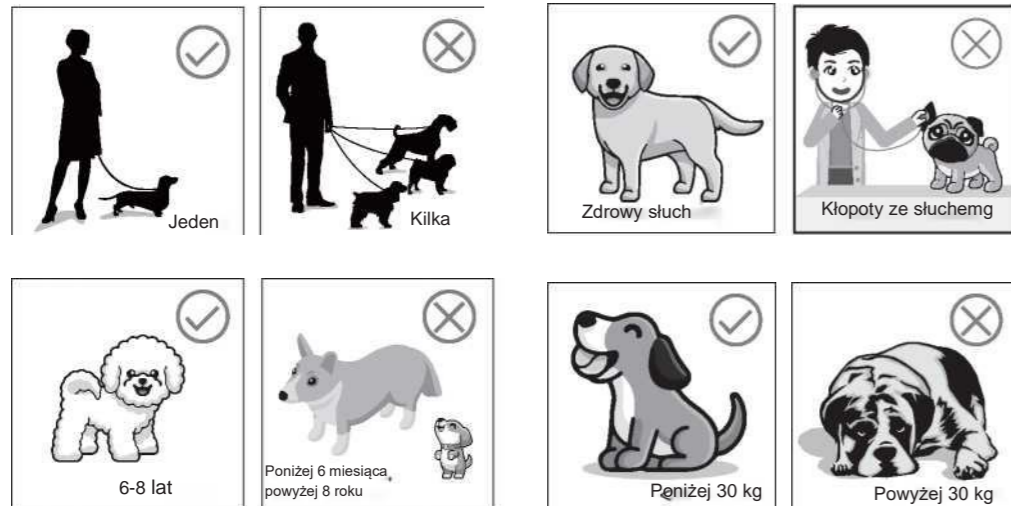 Jeden
Kilka
Zdrowy słuch
Kłopoty ze słuchemg
6-8 lat
Poniżej 6 miesiąca,
powyżej 8 roku
Poniżej 30 kg
Powyżej 30 kg